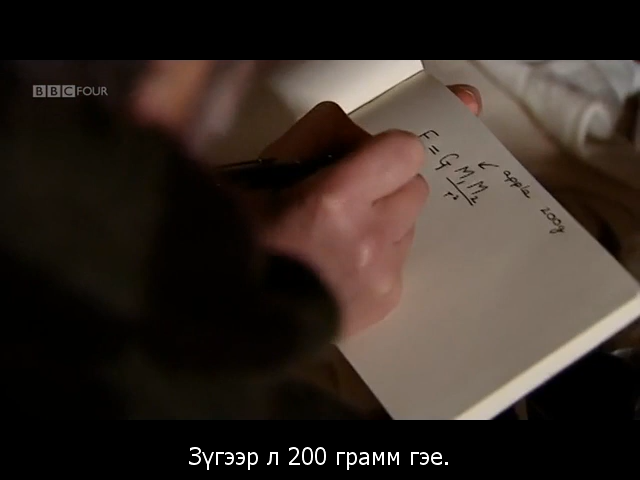 BBC FOUR
F = G M₁M₂ / r² ← apple 200g
Зүгээр л 200 грамм гэе.